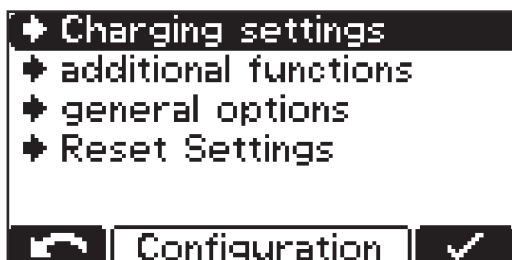 Charging settings
additional functions
general options
Reset Settings
Configuration